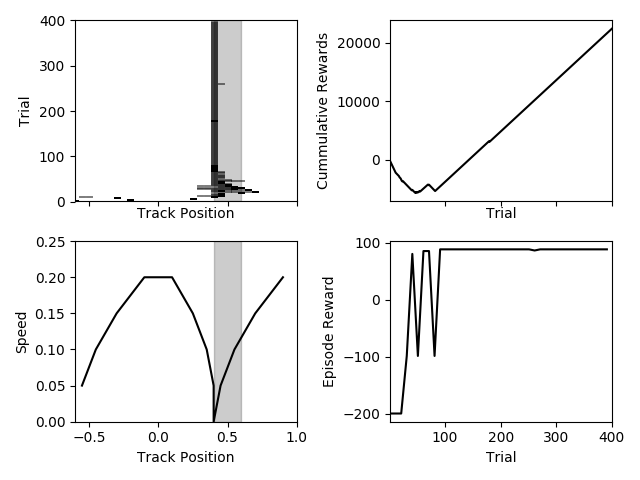 400
300
200
100
0
Trial
Track Position
20000
10000
0
Cummulative Rewards
Trial
0.25
0.20
0.15
0.10
0.05
0.00
Speed
−0.5 0.0 0.5 1.0
Track Position
100
0
−100
−200
Episode Reward
100 200 300 400
Trial